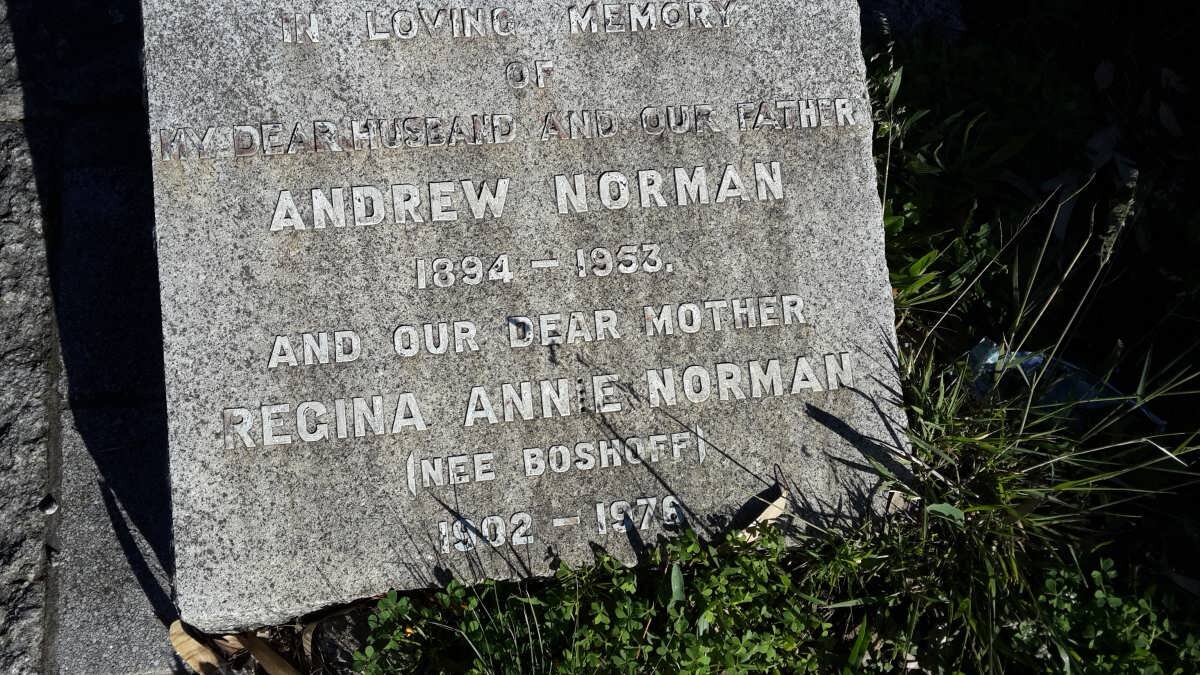 IN LOVING MEMORY
OF
MY DEAR HUSBAND AND OUR FATHER
ANDREW NORMAN
1894 – 1953.
AND OUR DEAR MOTHER
REGINA ANNIE NORMAN
(NEE BOSHOFF)
1902 –